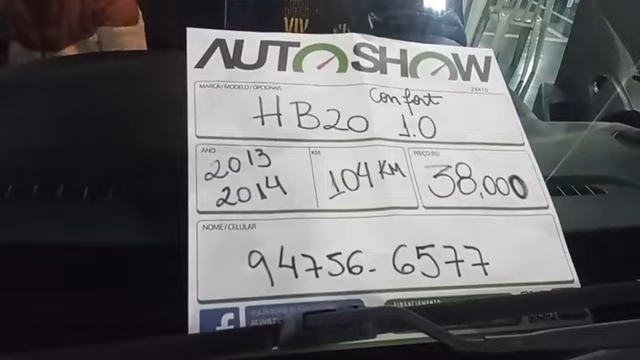 AUTOSHOW
MARCA / MODELO / OPCIONAIS
Confort
HB20 1.0
ANO
KM
PREÇO (R$)
2013
2014
104 KM
38,000
NOME / CELULAR
94756-6577
f